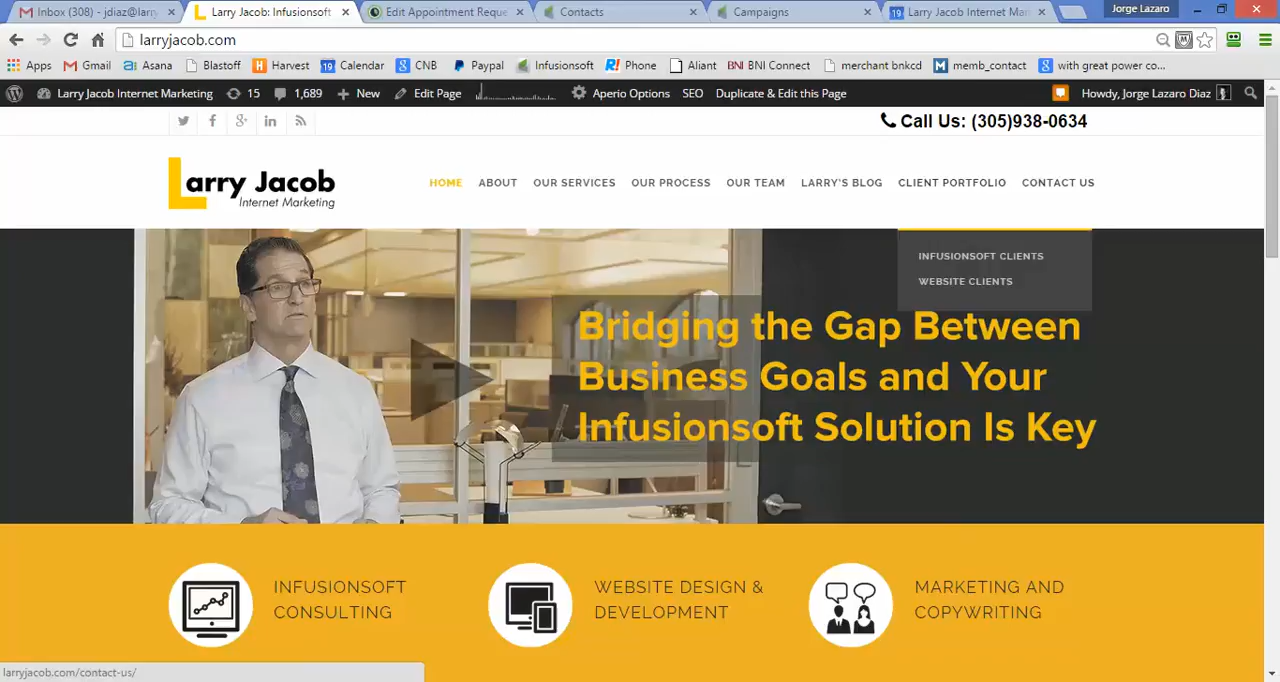 Inbox (308) - jdiaz@larry
Larry Jacob: Infusionsoft
Edit Appointment Reque
Contacts
Campaigns
19 Larry Jacob Internet Mar
Jorge Lazaro
larryjacob.com
Apps Gmail Asana Blastoff Harvest 19 Calendar CNB Paypal Infusionsoft R! Phone Aliant BNI BNI Connect merchant bnkcd M memb_contact with great power co...
Larry Jacob Internet Marketing 15 1,689 New Edit Page Aperio Options SEO Duplicate & Edit this Page Howdy, Jorge Lazaro Diaz
Call Us: (305)938-0634
Larry Jacob
Internet Marketing
HOME ABOUT OUR SERVICES OUR PROCESS OUR TEAM LARRY'S BLOG CLIENT PORTFOLIO CONTACT US
INFUSIONSOFT CLIENTS
WEBSITE CLIENTS
Bridging the Gap Between
Business Goals and Your
Infusionsoft Solution Is Key
INFUSIONSOFT
CONSULTING
WEBSITE DESIGN &
DEVELOPMENT
MARKETING AND
COPYWRITING
larryjacob.com/contact-us/